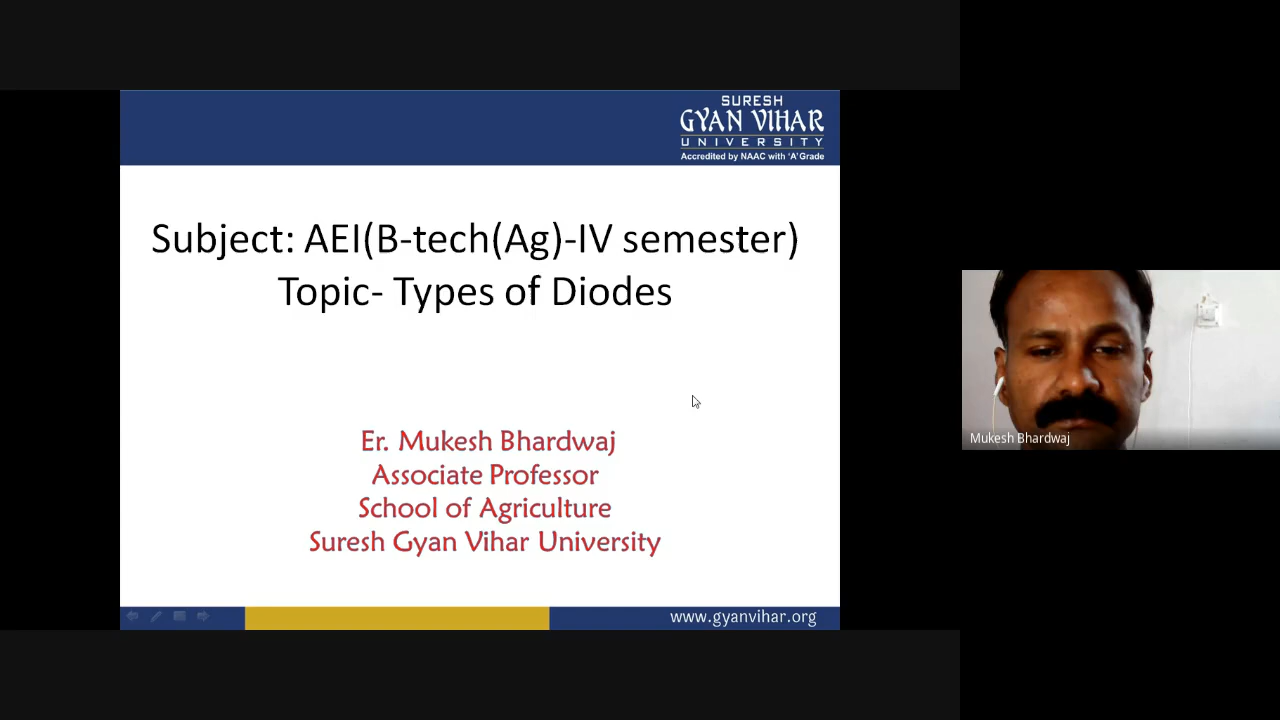 SURESH
GYAN VIHAR
UNIVERSITY
Accredited by NAAC with 'A' Grade
Subject: AEI(B-tech(Ag)-IV semester)
Topic- Types of Diodes
Er. Mukesh Bhardwaj
Associate Professor
School of Agriculture
Suresh Gyan Vihar University
www.gyanvihar.org
Mukesh Bhardwaj